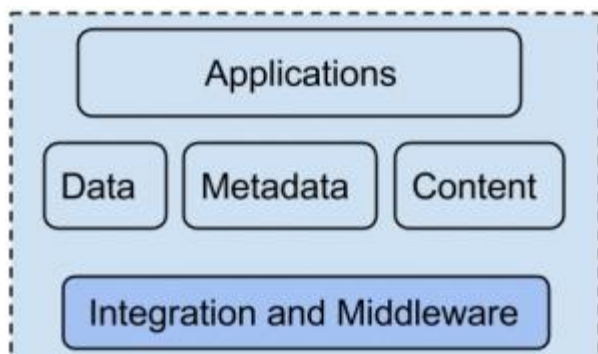 Applications
Data Metadata Content
Integration and Middleware